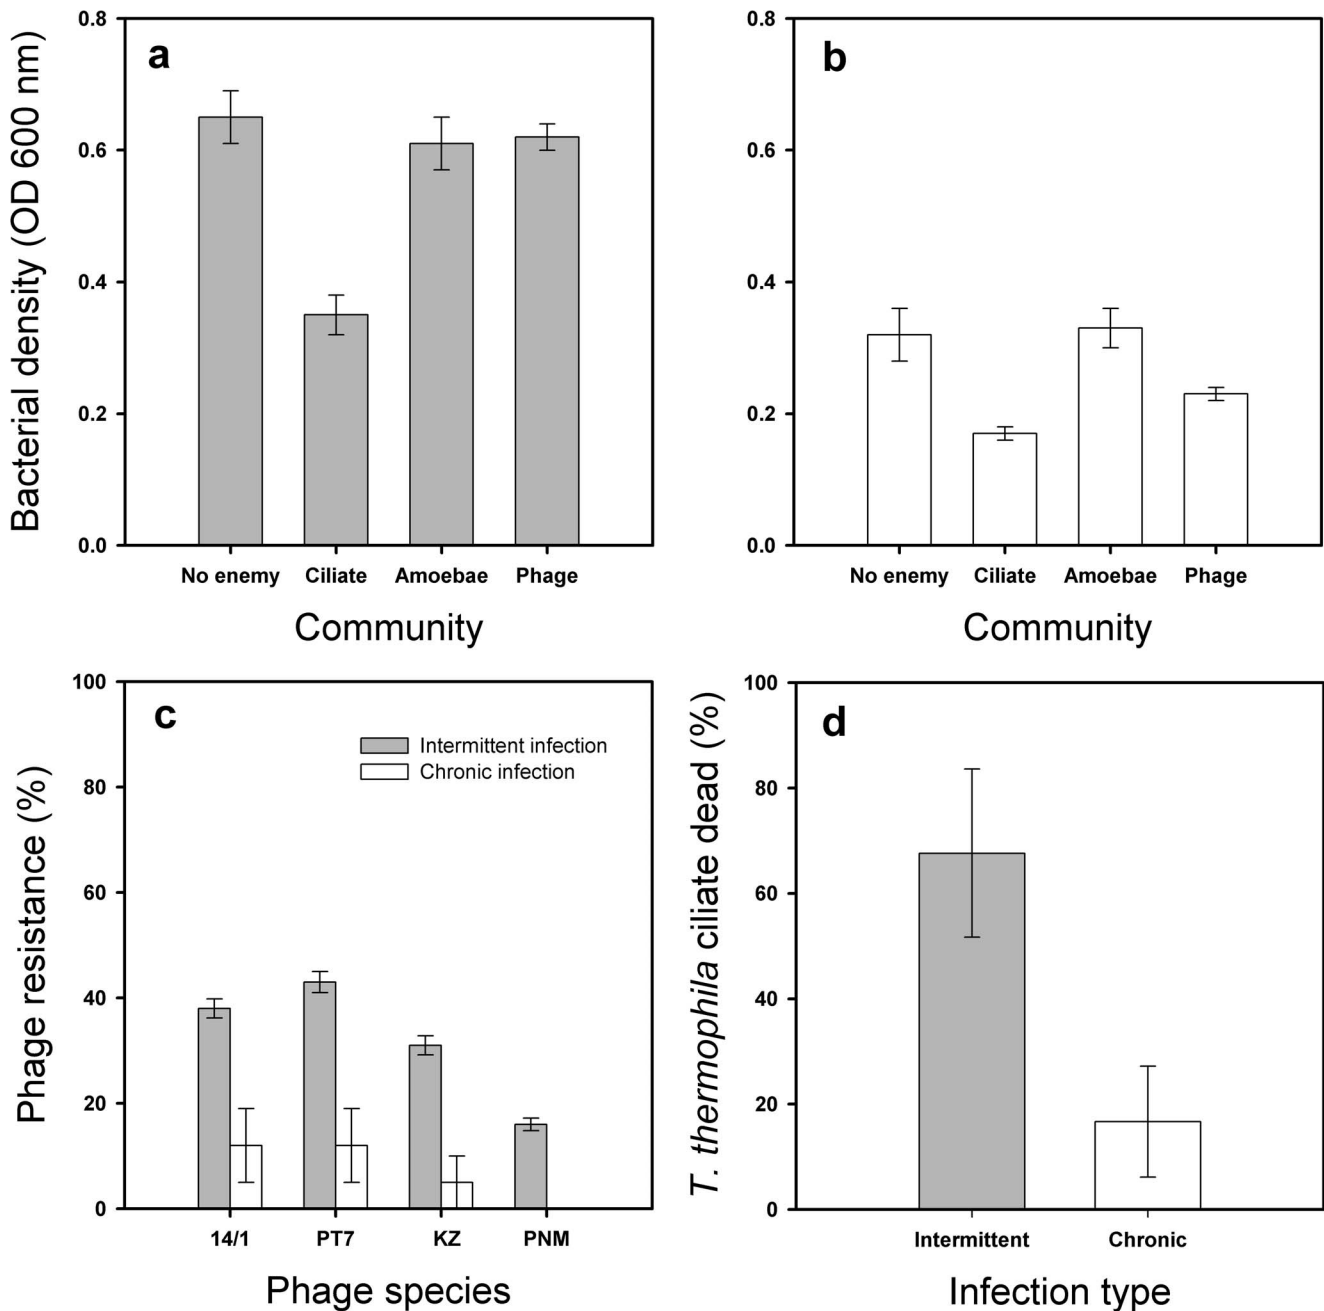 a
Bacterial density (OD 600 nm)
0.8
0.6
0.4
0.2
0.0
No enemy Ciliate Amoebae Phage
Community
b
0.8
0.6
0.4
0.2
0.0
No enemy Ciliate Amoebae Phage
Community
c
Phage resistance (%)
100
80
60
40
20
0
Intermittent infection
Chronic infection
14/1 PT7 KZ PNM
Phage species
d
T. thermophila ciliate dead (%)
100
80
60
40
20
0
Intermittent Chronic
Infection type